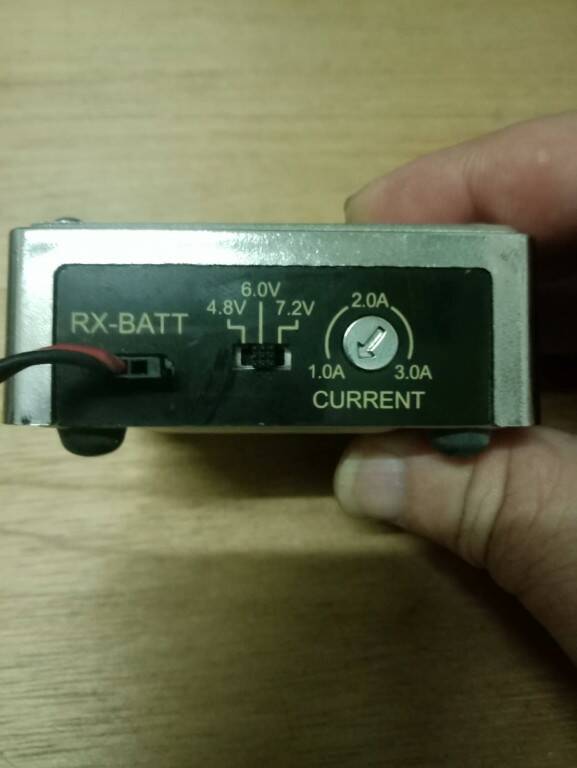 RX-BATT
4.8V
6.0V
7.2V
2.0A
1.0A
3.0A
CURRENT